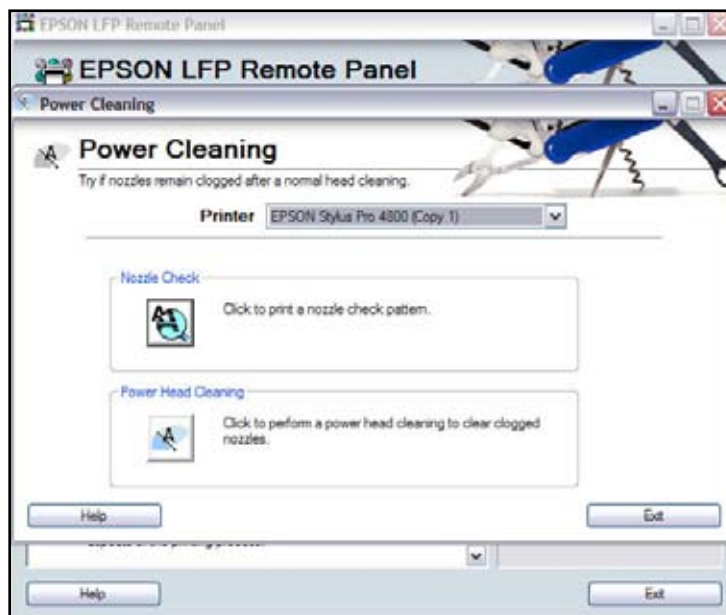 EPSON LFP Remote Panel
EPSON LFP Remote Panel
Power Cleaning
Power Cleaning
Try if nozzles remain clogged after a normal head cleaning.
Printer EPSON Stylus Pro 4800 (Copy 1)
Nozzle Check
Click to print a nozzle check pattern.
Power Head Cleaning
Click to perform a power head cleaning to clear clogged
nozzles.
Help Exit
Help Exit